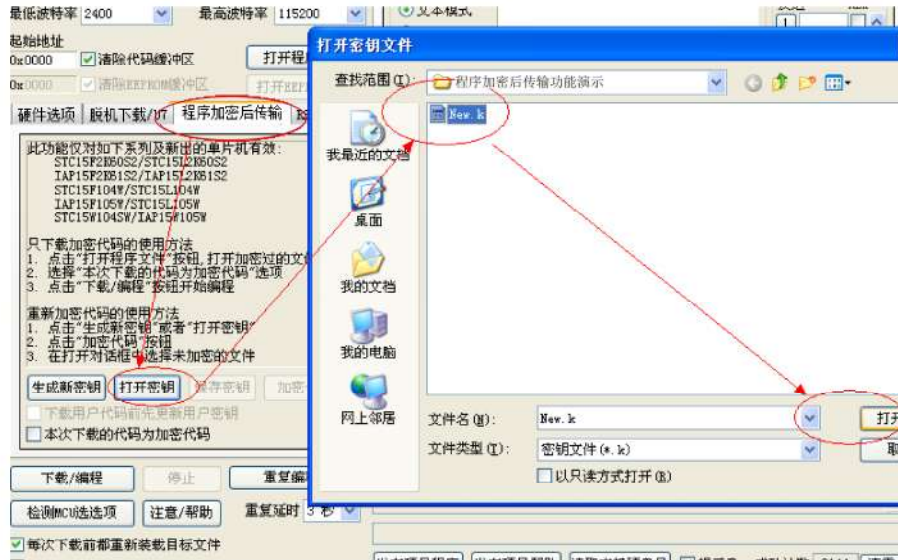 最低波特率 2400 最高波特率 115200
文本模式
起始地址
0x0000 清除代码缓冲区 打开程
0x0000 清除EEPROM缓冲区 打开EEP
硬件选项 脱机下载/U7 程序加密后传输
此功能仅对如下系列及新出的单片机有效:
STC15F2K60S2/STC15L2K60S2
IAP15F2K61S2/IAP15L2K61S2
STC15F104W/STC15L104W
IAP15F105W/STC15L105W
STC15W104SW/IAP15W105W
只下载加密代码的使用方法
1. 点击“打开程序文件”按钮,打开加密过的文
2. 选择“本次下载的代码为加密代码”选项
3. 点击“下载/编程”按钮开始编程
重新加密代码的使用方法
1. 点击“生成新密钥”或者“打开密钥”
2. 点击“加密代码”按钮
3. 在打开对话框中选择未加密的文件
生成新密钥 打开密钥 保存密钥 加密
下载用户代码前先更新用户密钥
本次下载的代码为加密代码
下载/编程 停止 重复编
检测MCU选选项 注意/帮助 重复延时 3 秒
每次下载前都重新装载目标文件
打开密钥文件
查找范围(I): 程序加密后传输功能演示
New.k
我最近的文档
桌面
我的文档
我的电脑
网上邻居
文件名(N): New.k 打开
文件类型(T): 密钥文件(*.k) 取
以只读方式打开(R)